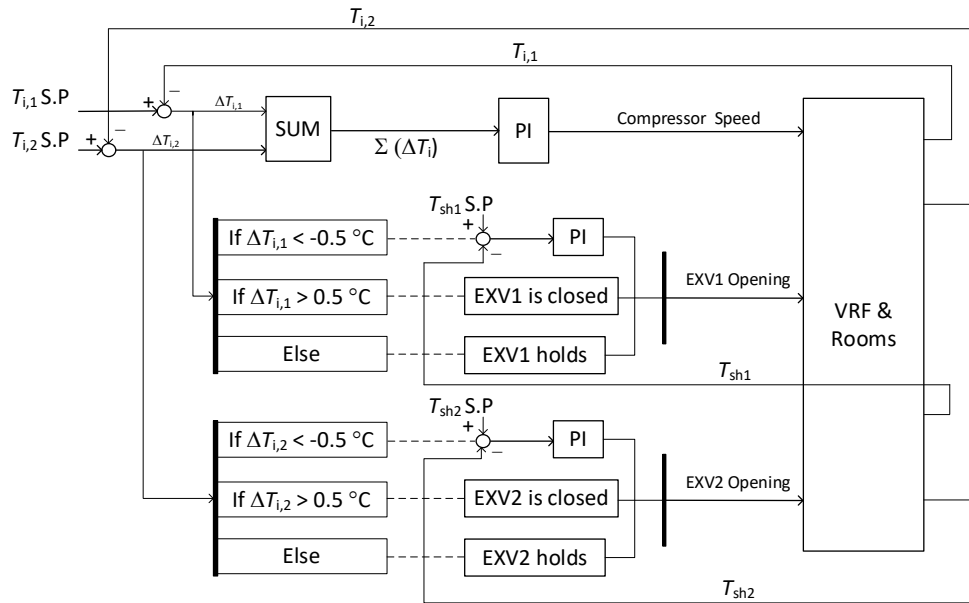 T_i,2
T_i,1
T_i,1 S.P
+
−
ΔT_i,1
T_i,2 S.P
+
−
ΔT_i,2
SUM
Σ (ΔT_i)
PI
Compressor Speed
T_sh1 S.P
+
−
If ΔT_i,1 < -0.5 °C
PI
If ΔT_i,1 > 0.5 °C
EXV1 is closed
EXV1 Opening
Else
EXV1 holds
VRF &
Rooms
T_sh1
T_sh2 S.P
+
−
If ΔT_i,2 < -0.5 °C
PI
If ΔT_i,2 > 0.5 °C
EXV2 is closed
EXV2 Opening
Else
EXV2 holds
T_sh2